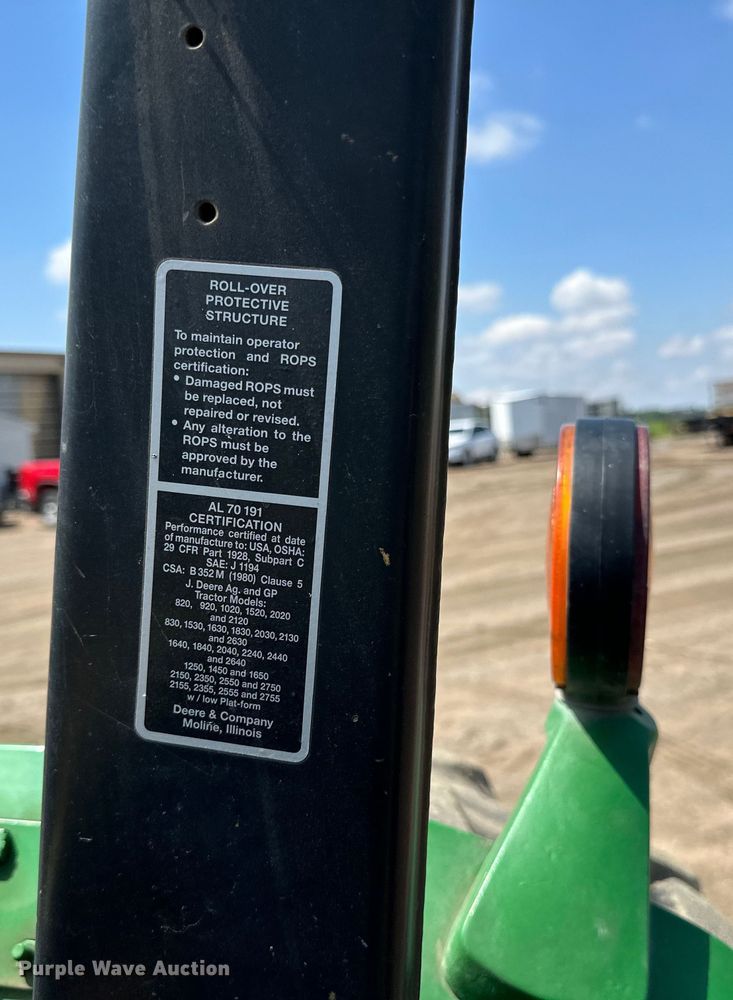 ROLL-OVER
PROTECTIVE
STRUCTURE
To maintain operator
protection and ROPS
certification:
• Damaged ROPS must
be replaced, not
repaired or revised.
• Any alteration to the
ROPS must be
approved by the
manufacturer.
AL 70 191
CERTIFICATION
Performance certified at date
of manufacture to: USA, OSHA:
29 CFR Part 1928, Subpart C
SAE: J 1194
CSA: B 352 M (1980) Clause 5
J. Deere Ag. and GP
Tractor Models:
820, 920, 1020, 1520, 2020
and 2120
830, 1530, 1630, 1830, 2030, 2130
and 2630
1640, 1840, 2040, 2240, 2440
and 2640
1250, 1450 and 1650
2150, 2350, 2550 and 2750
2155, 2355, 2555 and 2755
w / low Plat-form
Deere & Company
Moline, Illinois
Purple Wave Auction